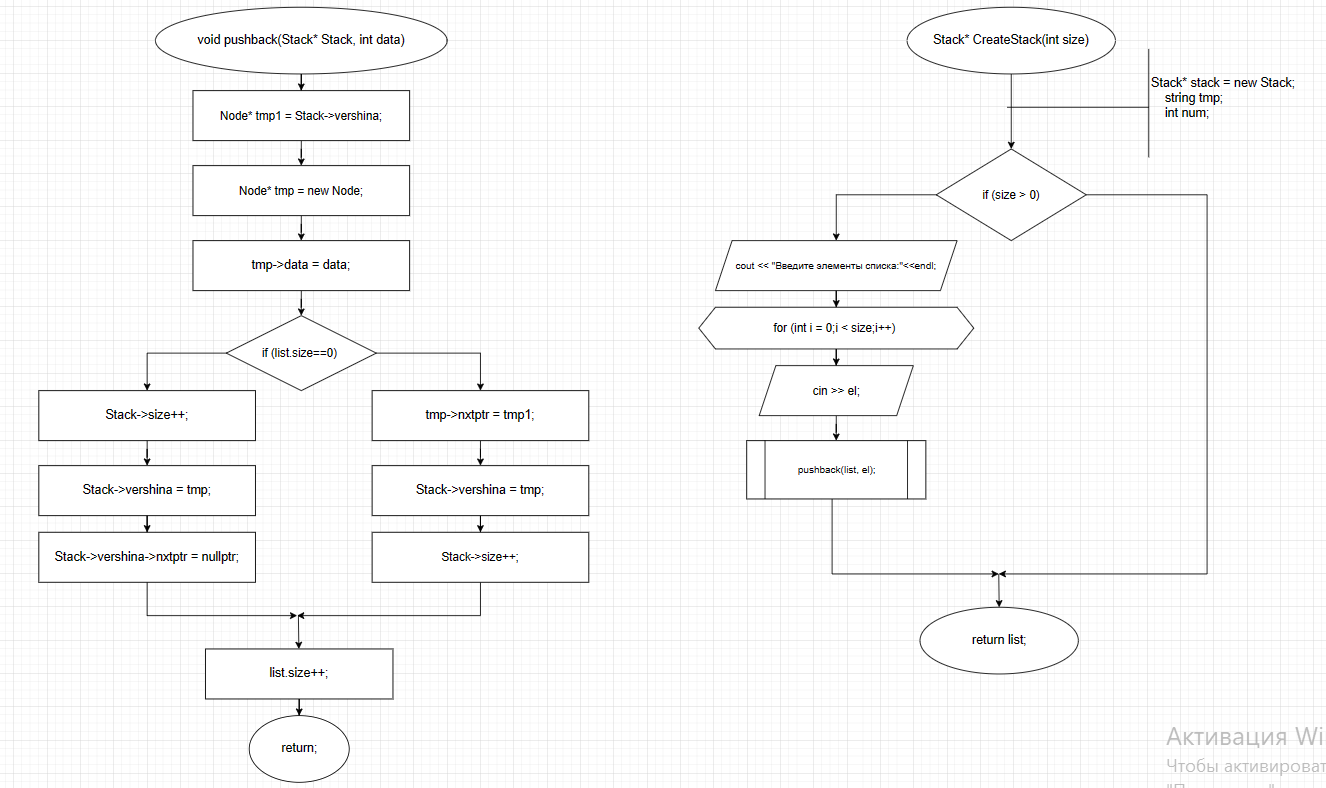 void pushback(Stack* Stack, int data)
Node* tmp1 = Stack->vershina;
Node* tmp = new Node;
tmp->data = data;
if (list.size==0)
Stack->size++;
Stack->vershina = tmp;
Stack->vershina->nxtptr = nullptr;
tmp->nxtptr = tmp1;
Stack->vershina = tmp;
Stack->size++;
list.size++;
return;
Stack* CreateStack(int size)
Stack* stack = new Stack;
string tmp;
int num;
if (size > 0)
cout << "Введите элементы списка:"<<endl;
for (int i = 0;i < size;i++)
cin >> el;
pushback(list, el);
return list;
Активация Wi
Чтобы активироват